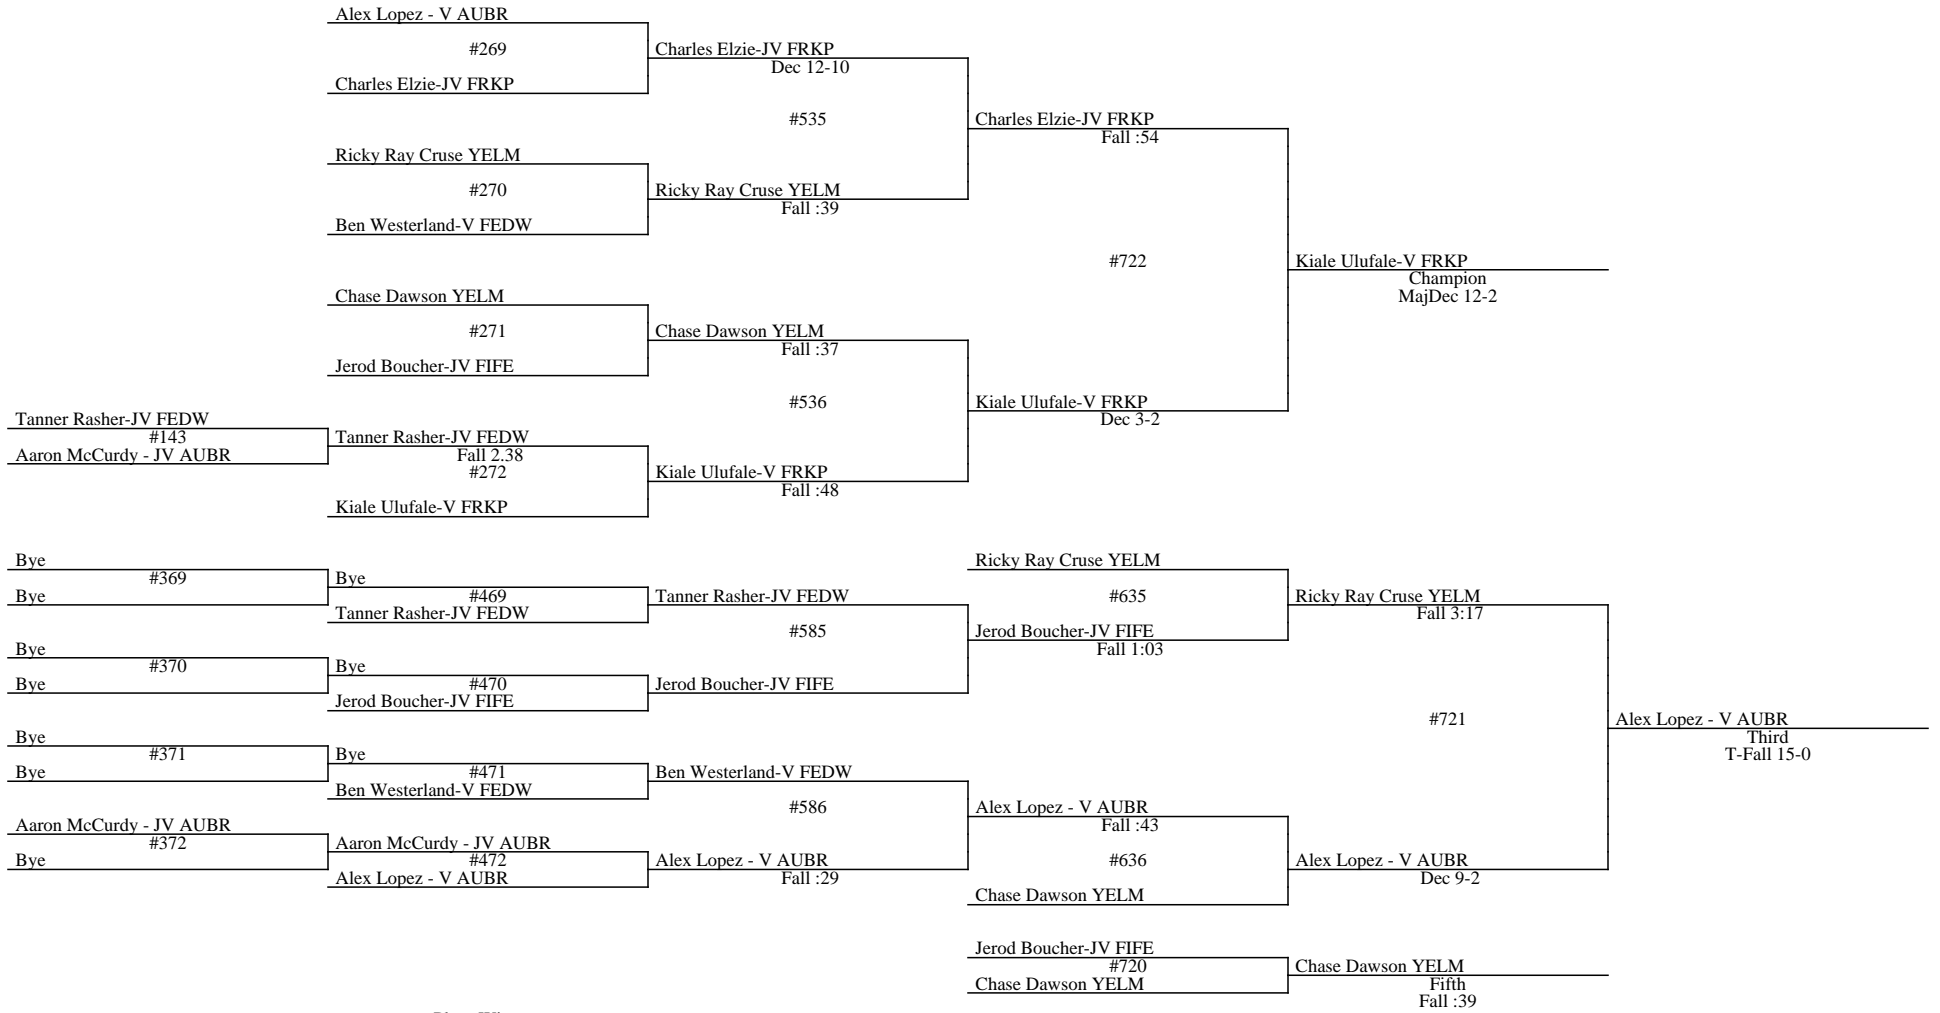 Alex Lopez - V AUBR
#269
Charles Elzie-JV FRKP
Charles Elzie-JV FRKP
Dec 12-10
#535
Ricky Ray Cruse YELM
#270
Ben Westerland-V FEDW
Ricky Ray Cruse YELM
Fall :39
Charles Elzie-JV FRKP
Fall :54
#722
Chase Dawson YELM
#271
Jerod Boucher-JV FIFE
Chase Dawson YELM
Fall :37
#536
Tanner Rasher-JV FEDW
#143
Aaron McCurdy - JV AUBR
Tanner Rasher-JV FEDW
Fall 2.38
#272
Kiale Ulufale-V FRKP
Kiale Ulufale-V FRKP
Fall :48
Kiale Ulufale-V FRKP
Dec 3-2
Kiale Ulufale-V FRKP
Champion
MajDec 12-2
Bye
#369
Bye
Bye
#469
Tanner Rasher-JV FEDW
Tanner Rasher-JV FEDW
#585
Bye
#370
Bye
Bye
#470
Jerod Boucher-JV FIFE
Jerod Boucher-JV FIFE
Ricky Ray Cruse YELM
#635
Jerod Boucher-JV FIFE
Fall 1:03
Ricky Ray Cruse YELM
Fall 3:17
#721
Bye
#371
Bye
Bye
#471
Ben Westerland-V FEDW
Ben Westerland-V FEDW
#586
Aaron McCurdy - JV AUBR
#372
Bye
Aaron McCurdy - JV AUBR
#472
Alex Lopez - V AUBR
Alex Lopez - V AUBR
Fall :29
Alex Lopez - V AUBR
Fall :43
#636
Chase Dawson YELM
Alex Lopez - V AUBR
Dec 9-2
Alex Lopez - V AUBR
Third
T-Fall 15-0
Jerod Boucher-JV FIFE
#720
Chase Dawson YELM
Chase Dawson YELM
Fifth
Fall :39